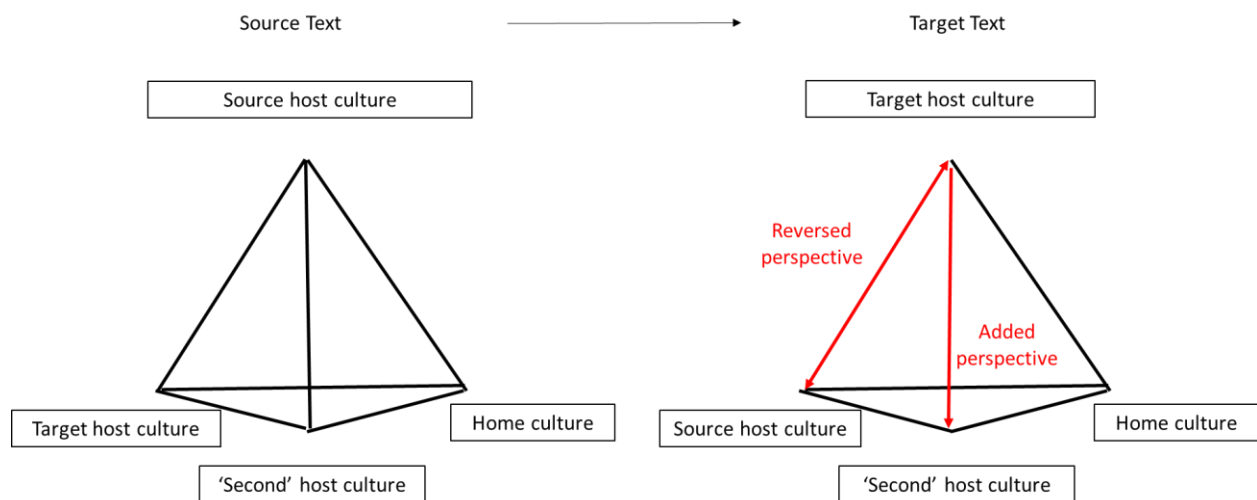 Source Text
Target Text
Source host culture
Target host culture
Reversed
perspective
Added
perspective
Target host culture
Home culture
Source host culture
Home culture
‘Second’ host culture
‘Second’ host culture